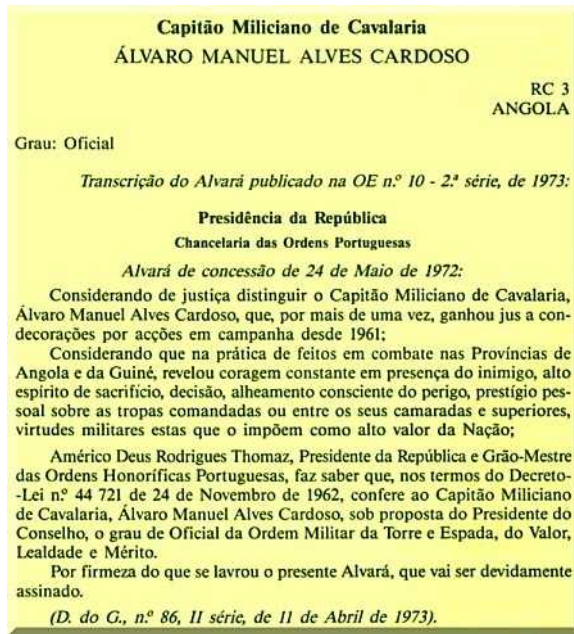 Capitão Miliciano de Cavalaria
ÁLVARO MANUEL ALVES CARDOSO
RC 3
ANGOLA
Grau: Oficial
Transcrição do Alvará publicado na OE n.º 10 - 2.ª série, de 1973:
Presidência da República
Chancelaria das Ordens Portuguesas
Alvará de concessão de 24 de Maio de 1972:
Considerando de justiça distinguir o Capitão Miliciano de Cavalaria,
Álvaro Manuel Alves Cardoso, que, por mais de uma vez, ganhou jus a con-
decorações por acções em campanha desde 1961;
Considerando que na prática de feitos em combate nas Províncias de
Angola e da Guiné, revelou coragem constante em presença do inimigo, alto
espírito de sacrifício, decisão, alheamento consciente do perigo, prestígio pes-
soal sobre as tropas comandadas ou entre os seus camaradas e superiores,
virtudes militares estas que o impõem como alto valor da Nação;
Américo Deus Rodrigues Thomaz, Presidente da República e Grão-Mestre
das Ordens Honoríficas Portuguesas, faz saber que, nos termos do Decreto-
-Lei n.º 44 721 de 24 de Novembro de 1962, confere ao Capitão Miliciano
de Cavalaria, Álvaro Manuel Alves Cardoso, sob proposta do Presidente do
Conselho, o grau de Oficial da Ordem Militar da Torre e Espada, do Valor,
Lealdade e Mérito.
Por firmeza do que se lavrou o presente Alvará, que vai ser devidamente
assinado.
(D. do G., n.º 86, II série, de 11 de Abril de 1973).